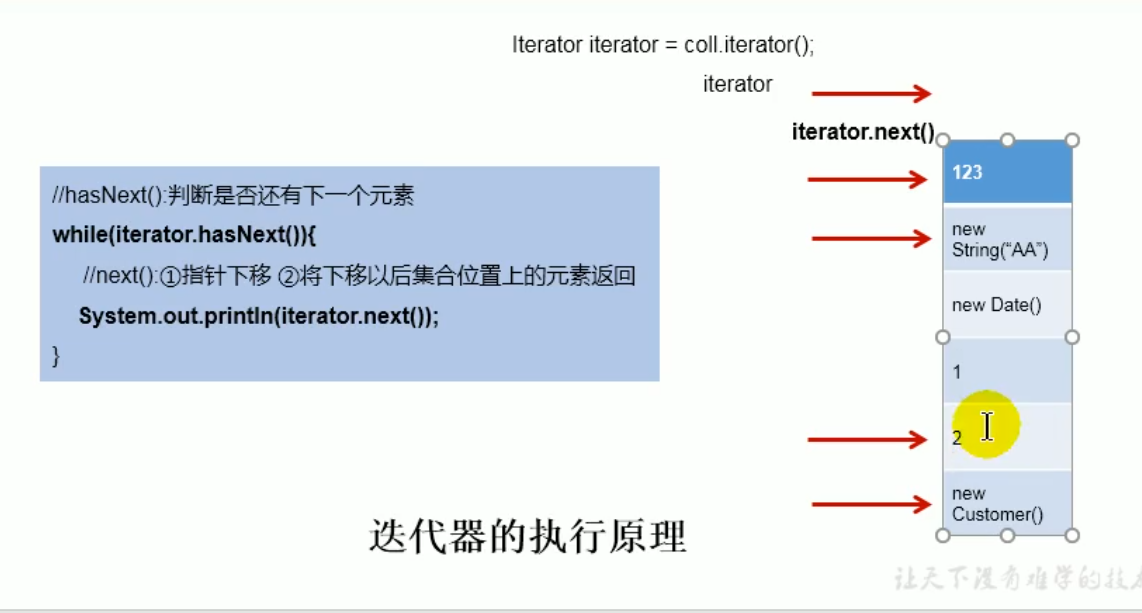 Iterator iterator = coll.iterator();
iterator
iterator.next()
//hasNext():判断是否还有下一个元素
while(iterator.hasNext()){
//next():①指针下移 ②将下移以后集合位置上的元素返回
System.out.println(iterator.next());
}
123
new
String(“AA”)
new Date()
1
2
new
Customer()
迭代器的执行原理
让天下没有难学的技